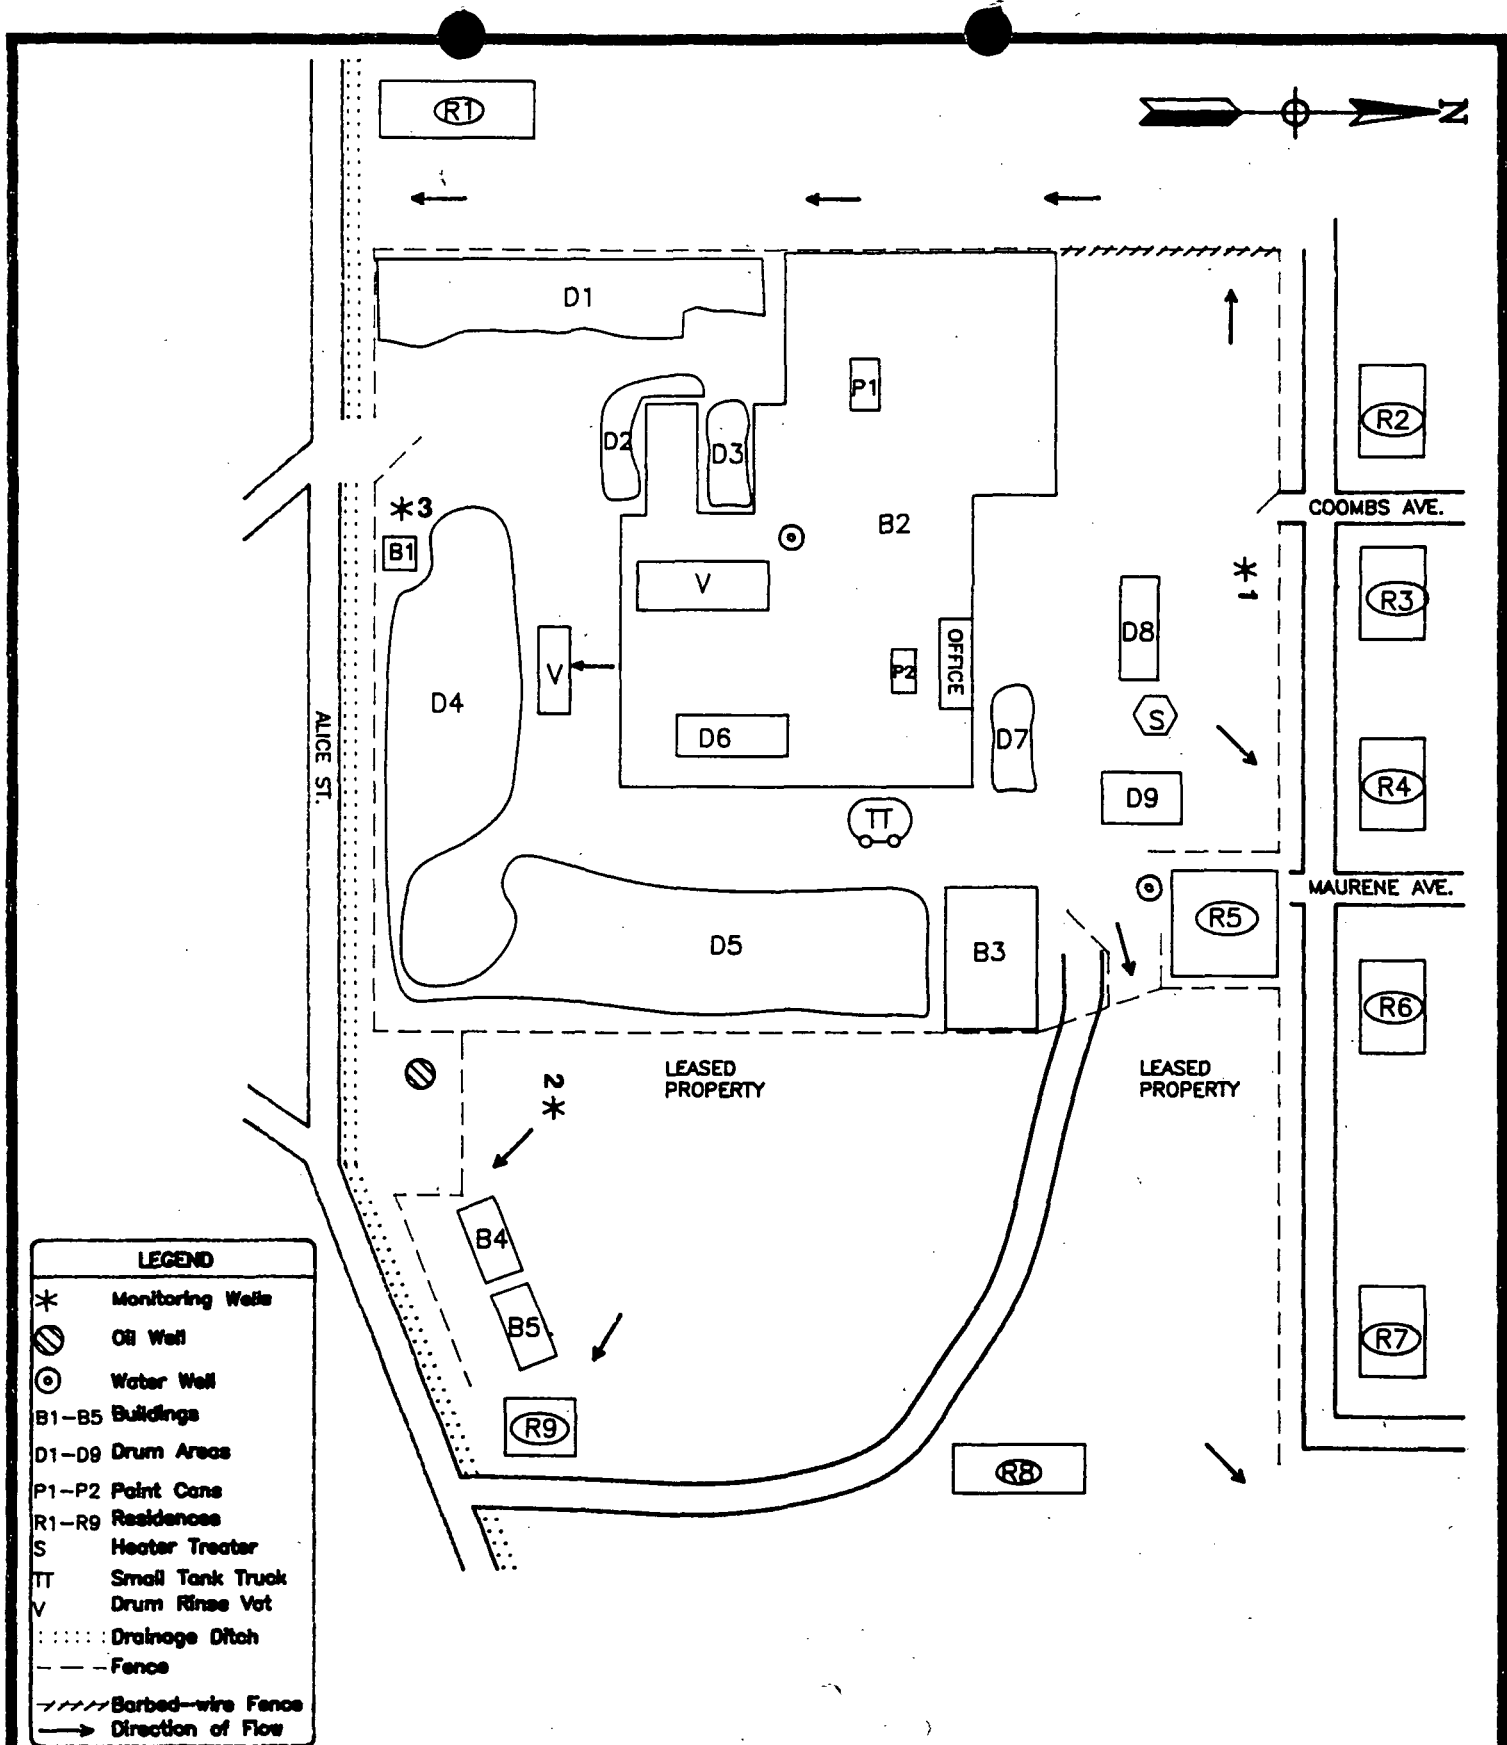 R1
N
D1
P1
R2
D2
D3
*3
B2
COOMBS AVE.
B1
V
*1
R3
D8
OFFICE
V
P2
D4
ALICE ST.
S
D6
D7
R4
D9
TT
MAURENE AVE.
R5
D5
B3
R6
LEASED
PROPERTY
LEASED
PROPERTY
2*
B4
B5
R7
R9
R8
LEGEND
* Monitoring Wells
Oil Well
Water Well
B1-B5 Buildings
D1-D9 Drum Areas
P1-P2 Paint Cans
R1-R9 Residences
S Heater Treater
TT Small Tank Truck
V Drum Rinse Vat
Drainage Ditch
Fence
Barbed-wire Fence
Direction of Flow